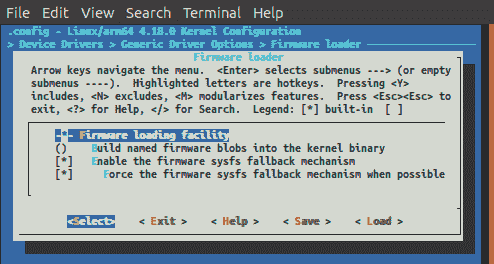 File Edit View Search Terminal Help
.config - Linux/arm64 4.18.0 Kernel Configuration
> Device Drivers > Generic Driver Options > Firmware loader
Firmware loader
Arrow keys navigate the menu. <Enter> selects submenus ---> (or empty
submenus ----). Highlighted letters are hotkeys. Pressing <Y>
includes, <N> excludes, <M> modularizes features. Press <Esc><Esc> to
exit, <?> for Help, </> for Search. Legend: [*] built-in [ ]
-*- Firmware loading facility
() Build named firmware blobs into the kernel binary
[*] Enable the firmware sysfs fallback mechanism
[*] Force the firmware sysfs fallback mechanism when possible
<Select> < Exit > < Help > < Save > < Load >